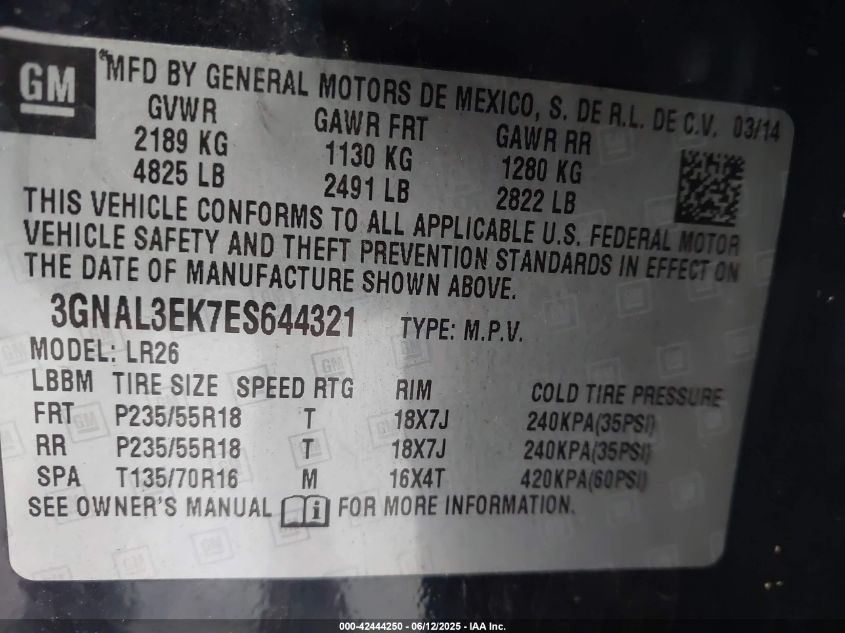 GM
MFD BY GENERAL MOTORS DE MEXICO, S. DE R.L. DE C.V. 03/14
GVWR GAWR FRT GAWR RR
2189 KG 1130 KG 1280 KG
4825 LB 2491 LB 2822 LB
THIS VEHICLE CONFORMS TO ALL APPLICABLE U.S. FEDERAL MOTOR
VEHICLE SAFETY AND THEFT PREVENTION STANDARDS IN EFFECT ON
THE DATE OF MANUFACTURE SHOWN ABOVE.
3GNAL3EK7ES644321 TYPE: M.P.V.
MODEL: LR26
LBBM TIRE SIZE SPEED RTG RIM COLD TIRE PRESSURE
FRT P235/55R18 T 18X7J 240KPA(35PSI)
RR P235/55R18 T 18X7J 240KPA(35PSI)
SPA T135/70R16 M 16X4T 420KPA(60PSI)
SEE OWNER'S MANUAL FOR MORE INFORMATION.
000-42444250 - 06/12/2025 - IAA Inc.